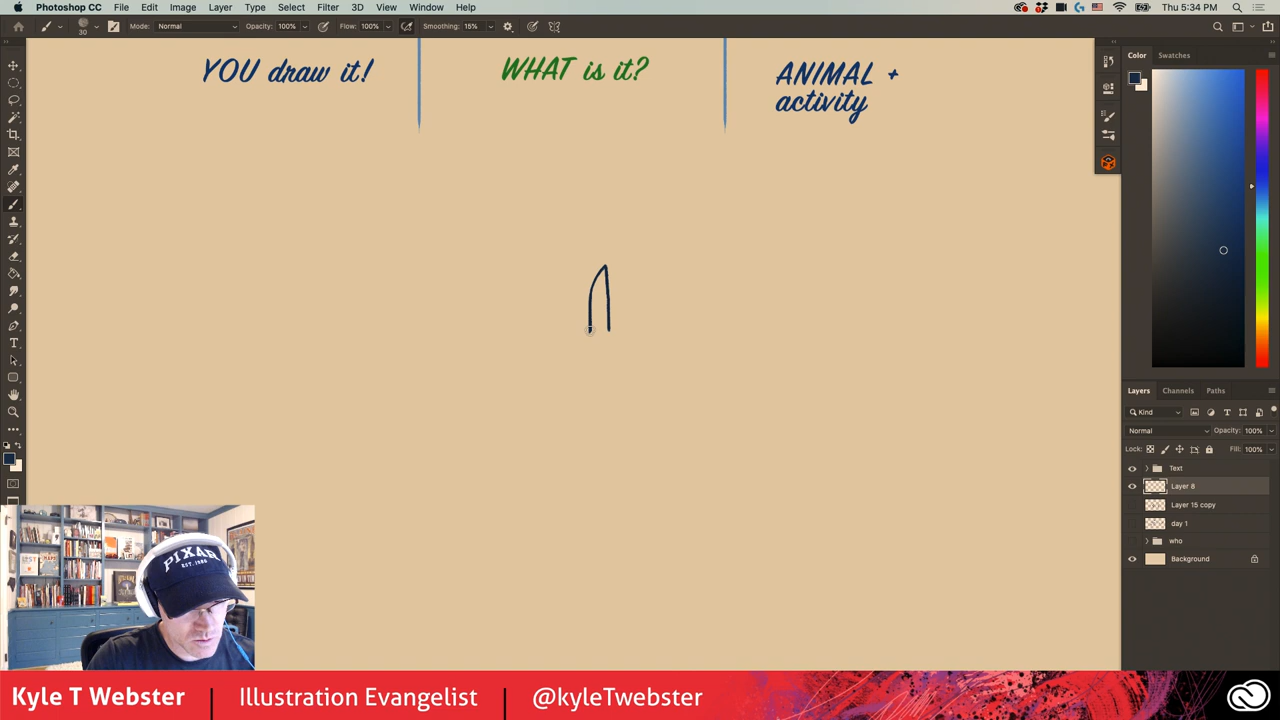 Photoshop CC File Edit Image Layer Type Select Filter 3D View Window Help Thu 5:34 PM
30 Mode: Normal Opacity: 100% Flow: 100% Smoothing: 15%
YOU draw it!
WHAT is it?
ANIMAL +
activity
Color Swatches
Layers Channels Paths
Kind
Normal Opacity: 100%
Lock: Fill: 100%
Text
Layer 8
Layer 15 copy
day 1
who
Background
PIXAR
EST. 1986
Kyle T Webster | Illustration Evangelist | @kyleTwebster